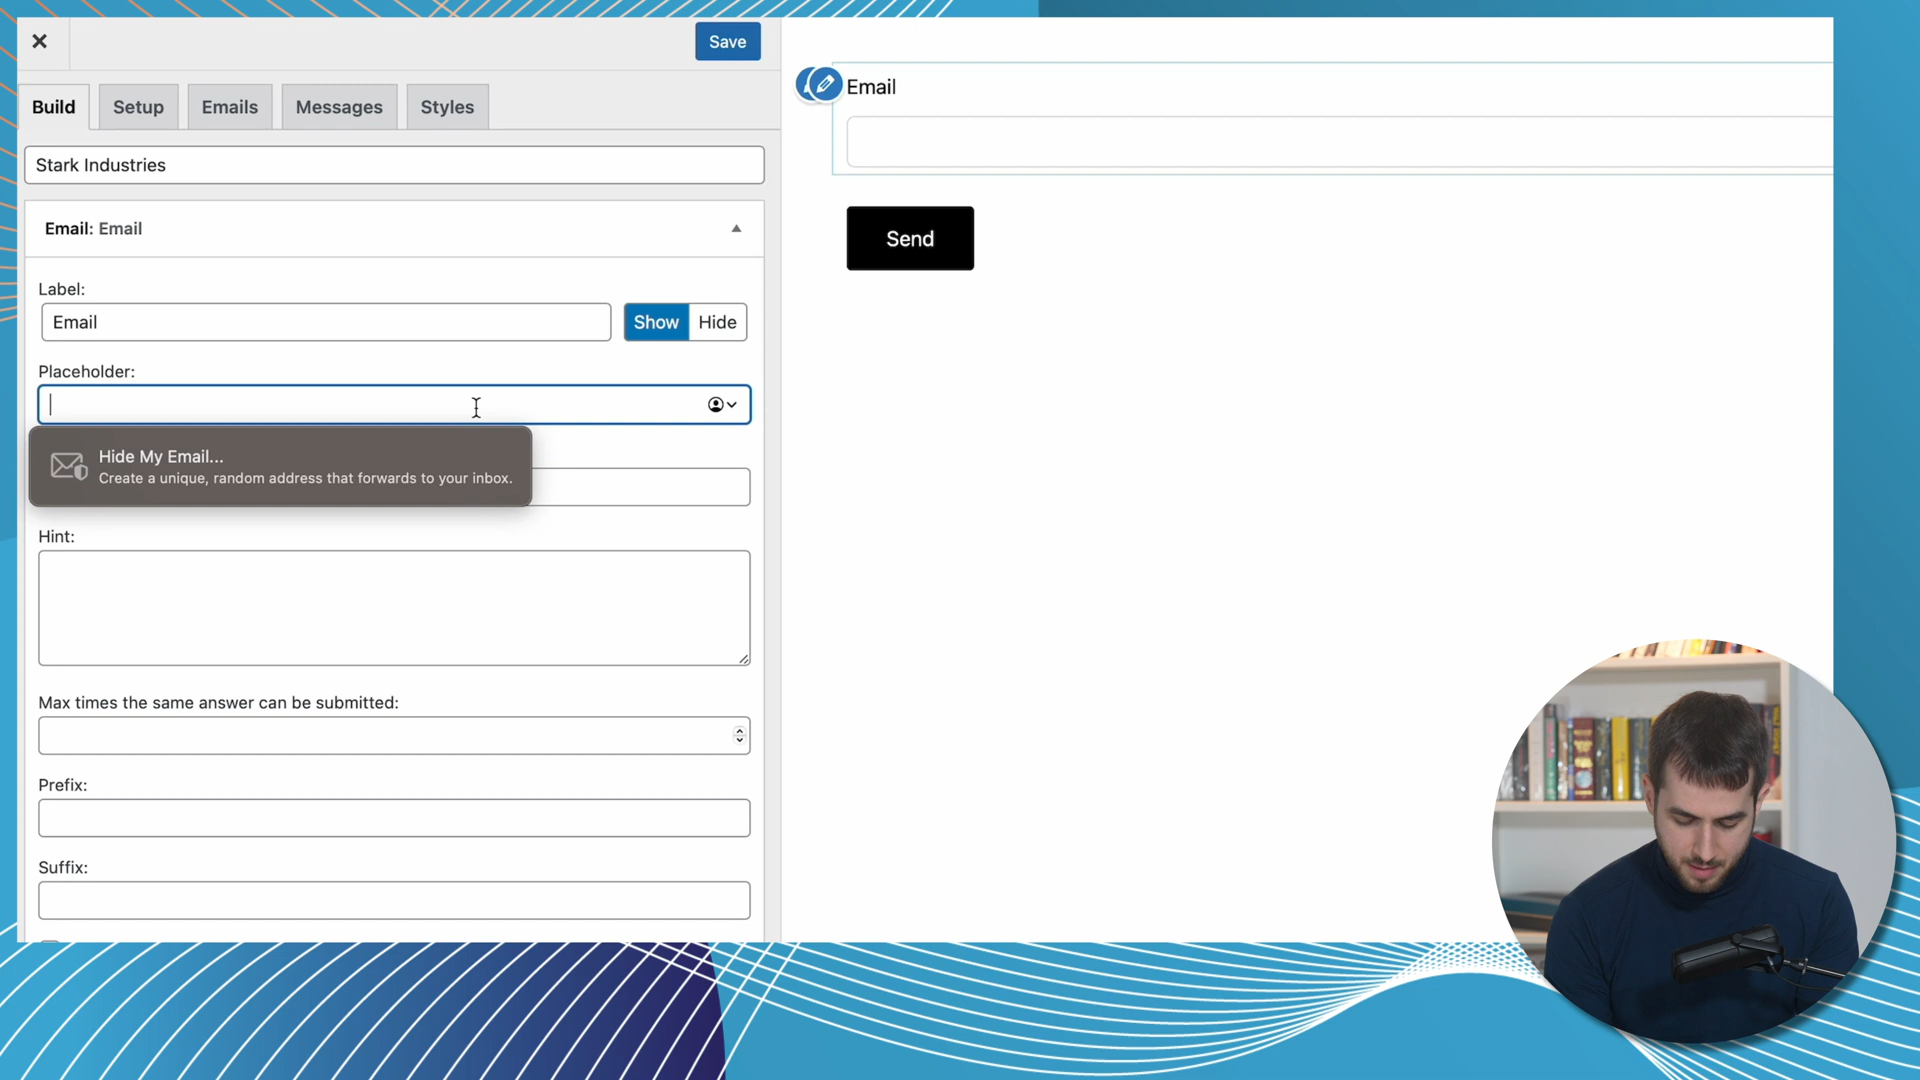 Save
Build
Setup
Emails
Messages
Styles
Stark Industries
Email: Email
Label:
Email
Show
Hide
Placeholder:
Hide My Email...
Create a unique, random address that forwards to your inbox.
Hint:
Max times the same answer can be submitted:
Prefix:
Suffix:
Email
Send